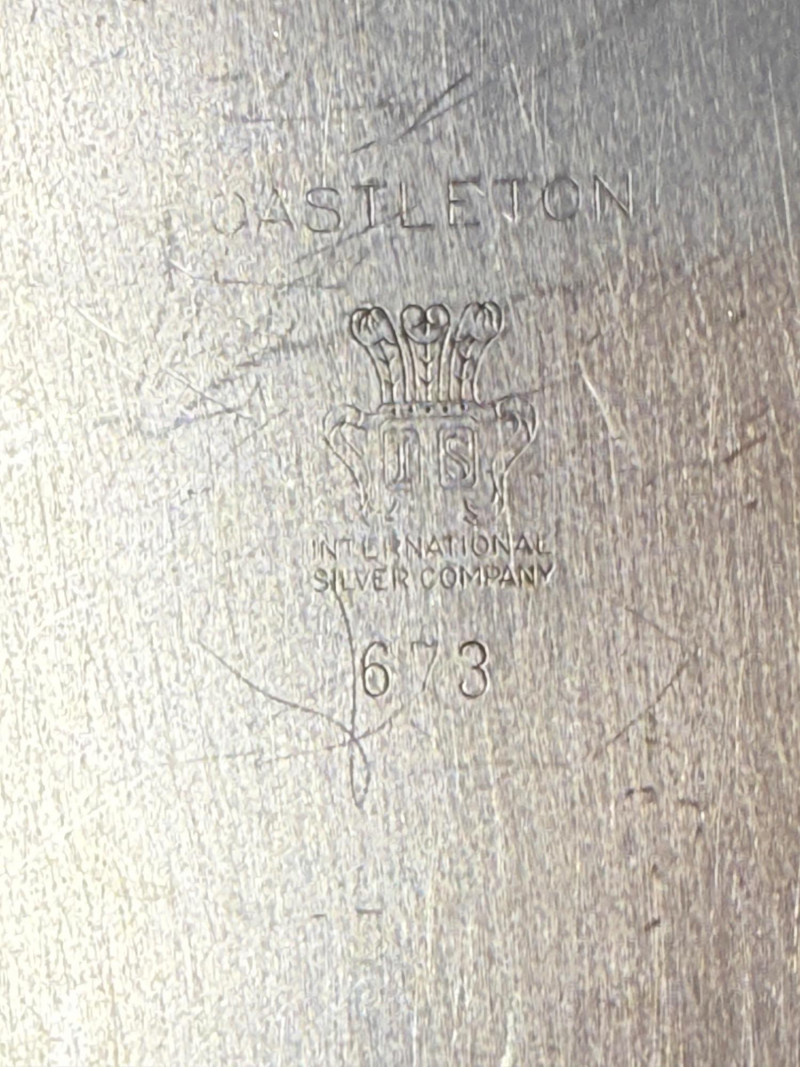 CASTLETON
IS
INTERNATIONAL
SILVER COMPANY
673